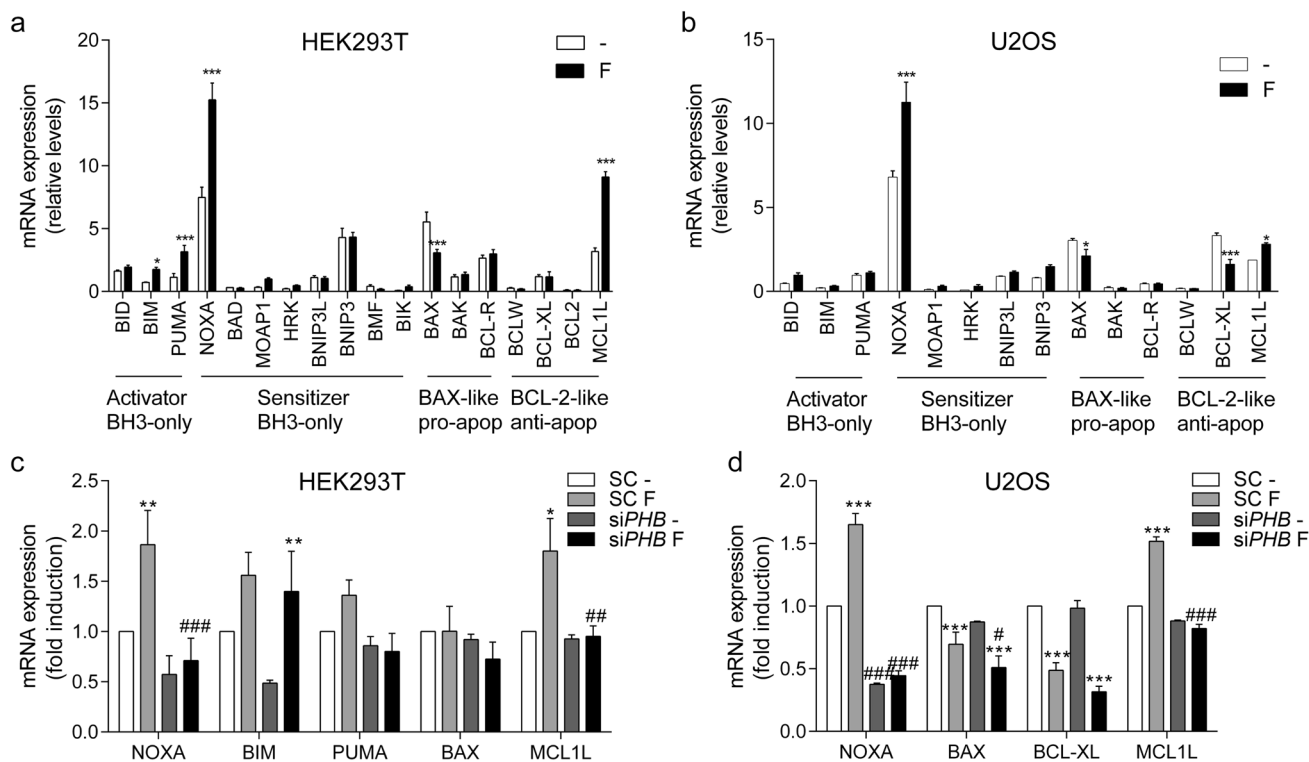 a
HEK293T
-
F
mRNA expression
(relative levels)
20
15
10
5
0
***
*
***
***
***
BID
BIM
PUMA
NOXA
BAD
MOAP1
HRK
BNIP3L
BNIP3
BMF
BIK
BAX
BAK
BCL-R
BCLW
BCL-XL
BCL2
MCL1L
Activator
BH3-only
Sensitizer
BH3-only
BAX-like
pro-apop
BCL-2-like
anti-apop
b
U2OS
-
F
mRNA expression
(relative levels)
15
10
5
0
***
*
***
*
BID
BIM
PUMA
NOXA
MOAP1
HRK
BNIP3L
BNIP3
BAX
BAK
BCL-R
BCLW
BCL-XL
MCL1L
Activator
BH3-only
Sensitizer
BH3-only
BAX-like
pro-apop
BCL-2-like
anti-apop
c
HEK293T
SC -
SC F
siPHB -
siPHB F
mRNA expression
(fold induction)
2.5
2.0
1.5
1.0
0.5
0.0
**
###
**
*
##
NOXA
BIM
PUMA
BAX
MCL1L
d
U2OS
SC -
SC F
siPHB -
siPHB F
mRNA expression
(fold induction)
2.0
1.5
1.0
0.5
0.0
***
###
###
***
#
***
***
***
***
###
NOXA
BAX
BCL-XL
MCL1L